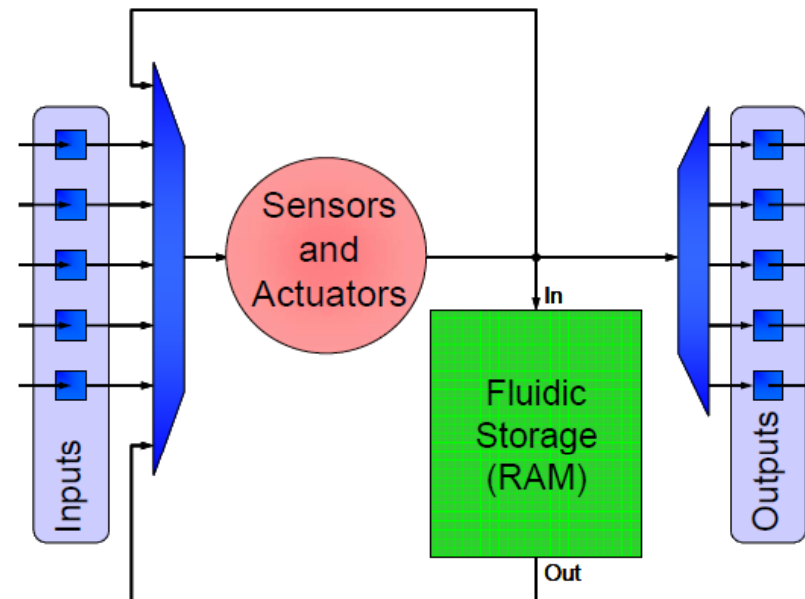 Sensors
and
Actuators
In
Fluidic
Storage
(RAM)
Out
Inputs
Outputs